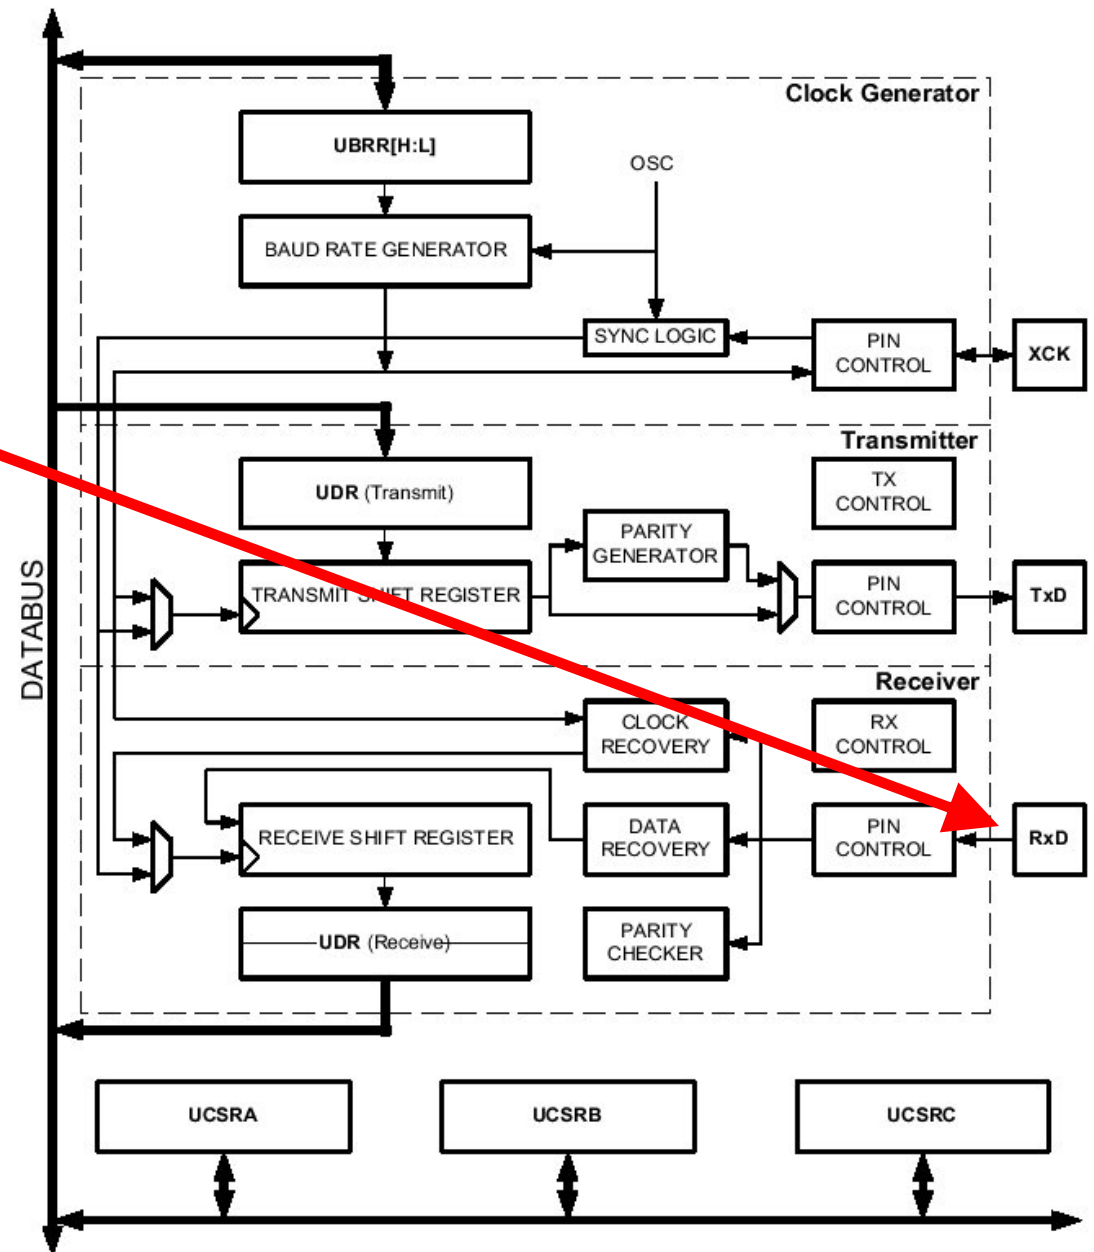 Clock Generator
UBRR[H:L]
OSC
BAUD RATE GENERATOR
SYNC LOGIC
PIN
CONTROL
XCK
Transmitter
UDR (Transmit)
TX
CONTROL
PARITY
GENERATOR
TRANSMIT SHIFT REGISTER
PIN
CONTROL
TxD
DATABUS
Receiver
CLOCK
RECOVERY
RX
CONTROL
RECEIVE SHIFT REGISTER
DATA
RECOVERY
PIN
CONTROL
RxD
UDR (Receive)
PARITY
CHECKER
UCSRA
UCSRB
UCSRC